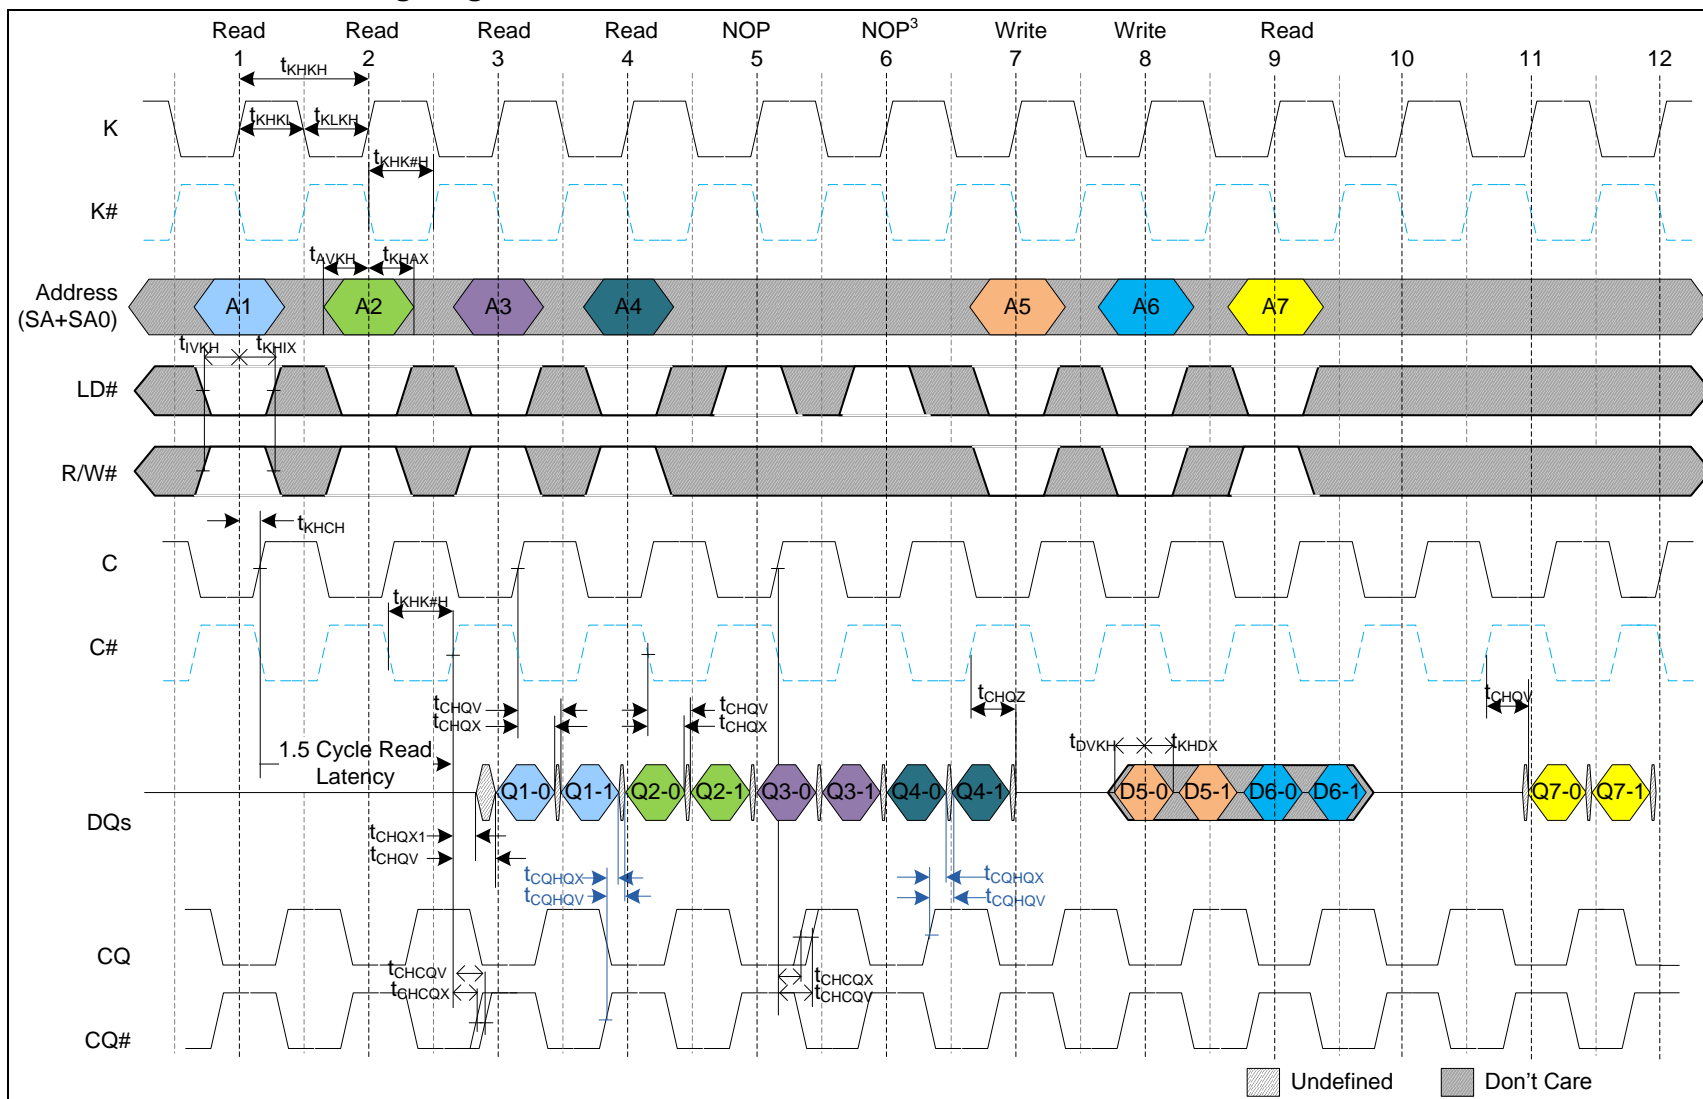 Read Read Read Read NOP NOP3 Write Write Read
1 2 3 4 5 6 7 8 9 10 11 12
tKHKH
K
tKHKL tKLKH
tKHK#H
K#
tAVKH tKHAX
Address
(SA+SA0)
A1 A2 A3 A4 A5 A6 A7
tIVKH tKHIX
LD#
R/W#
tKHCH
C
tKHK#H
C#
tCHQV tCHQV tCHQZ tCHQV
tCHQX tCHQX
1.5 Cycle Read
Latency
tDVKH tKHDX
DQs
Q1-0 Q1-1 Q2-0 Q2-1 Q3-0 Q3-1 Q4-0 Q4-1 D5-0 D5-1 D6-0 D6-1 Q7-0 Q7-1
tCHQX1
tCHQV
tCQHQX tCQHQX
tCQHQV tCQHQV
CQ
tCHCQV tCHCQX
tCHCQX tCHCQV
CQ#
Undefined Don't Care